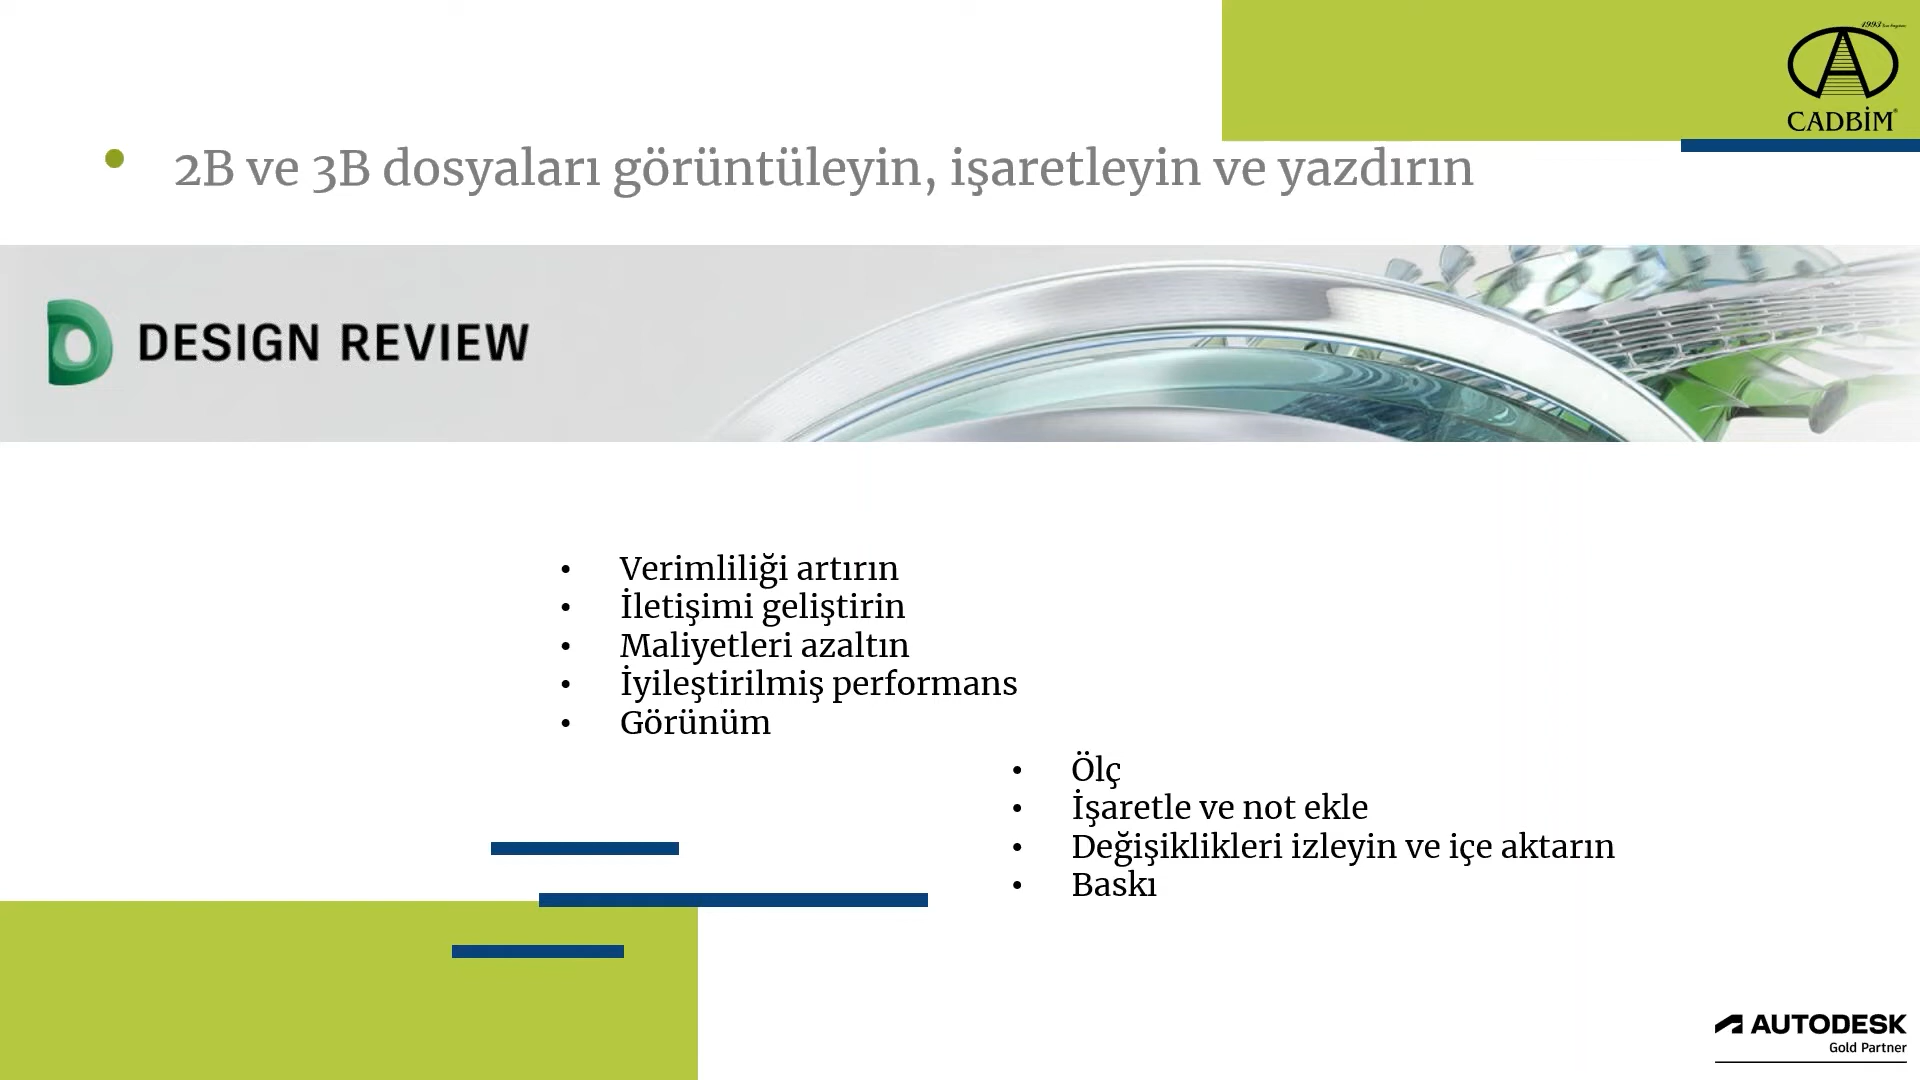 CADBİM
2B ve 3B dosyaları görüntüleyin, işaretleyin ve yazdırın
DESIGN REVIEW
• Verimliliği artırın
• İletişimi geliştirin
• Maliyetleri azaltın
• İyileştirilmiş performans
• Görünüm
• Ölç
• İşaretle ve not ekle
• Değişiklikleri izleyin ve içe aktarın
• Baskı
AUTODESK
Gold Partner